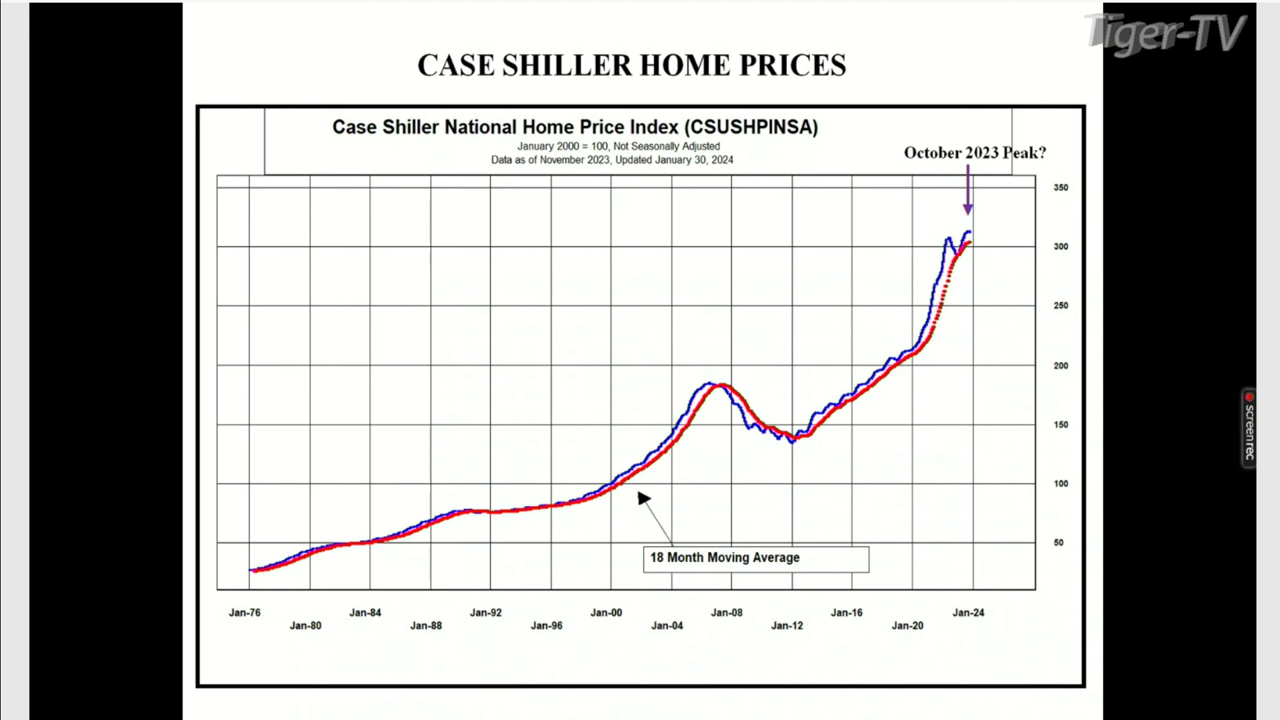 Tiger-TV
CASE SHILLER HOME PRICES
Case Shiller National Home Price Index (CSUSHPINSA)
January 2000 = 100, Not Seasonally Adjusted
Data as of November 2023, Updated January 30, 2024
October 2023 Peak?
350
300
250
200
150
100
50
18 Month Moving Average
Jan-76
Jan-84
Jan-92
Jan-00
Jan-08
Jan-16
Jan-24
Jan-80
Jan-88
Jan-96
Jan-04
Jan-12
Jan-20
screenrec